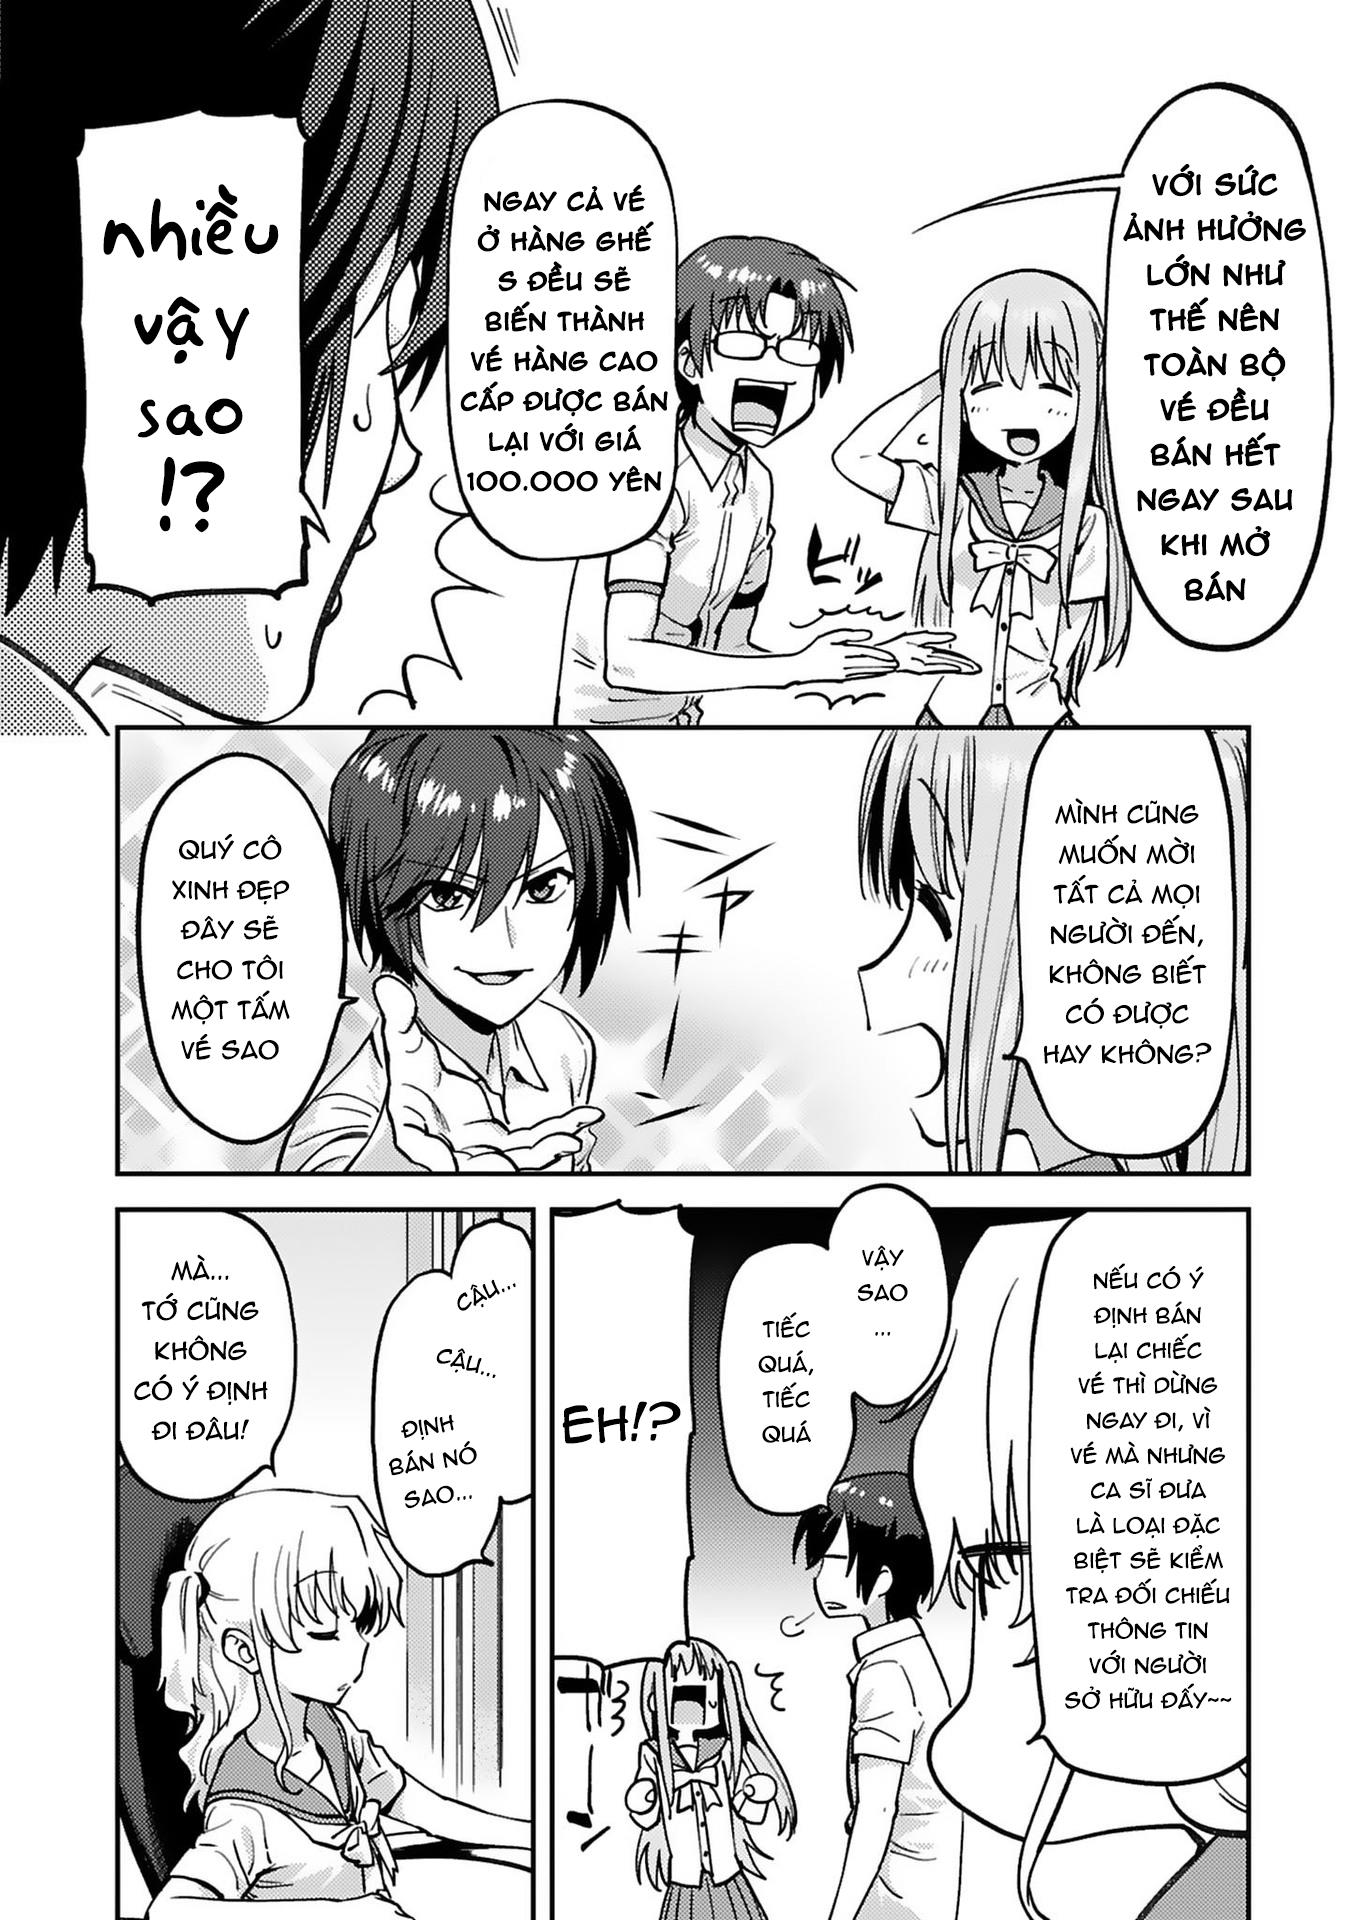 VỚI SỨC
ẢNH HƯỞNG
LỚN NHƯ
THẾ NÊN
TOÀN BỘ
VÉ ĐỀU
BÁN HẾT
NGAY SAU
KHI MỞ
BÁN
NGAY CẢ VÉ
Ở HÀNG GHẾ
S ĐỀU SẼ
BIẾN THÀNH
VÉ HÀNG CAO
CẤP ĐƯỢC BÁN
LẠI VỚI GIÁ
100.000 YÊN
ビッ
nhiều
vậy
sao
!?
MÌNH CŨNG
MUỐN MỜI
TẤT CẢ MỌI
NGƯỜI ĐẾN,
KHÔNG BIẾT
CÓ ĐƯỢC
HAY KHÔNG?
キャ
QUÝ CÔ
XINH ĐẸP
ĐÂY SẼ
CHO TÔI
MỘT TẤM
VÉ SAO
NẾU CÓ Ý
ĐỊNH BÁN
LẠI CHIẾC
VÉ THÌ DỪNG
NGAY ĐI, VÌ
VÉ MÀ NHƯNG
CA SĨ ĐƯA
LÀ LOẠI ĐẶC
BIỆT SẼ KIỂM
TRA ĐỐI CHIẾU
THÔNG TIN
VỚI NGƯỜI
SỞ HỮU ĐẤY~~
VẬY
SAO
...
TIẾC
QUÁ,
TIẾC
QUÁ
EH!?
CẬU...
CẬU...
ĐỊNH
BÁN NÓ
SAO...
MÀ...
TỚ CŨNG
KHÔNG
CÓ Ý ĐỊNH
ĐI ĐÂU!